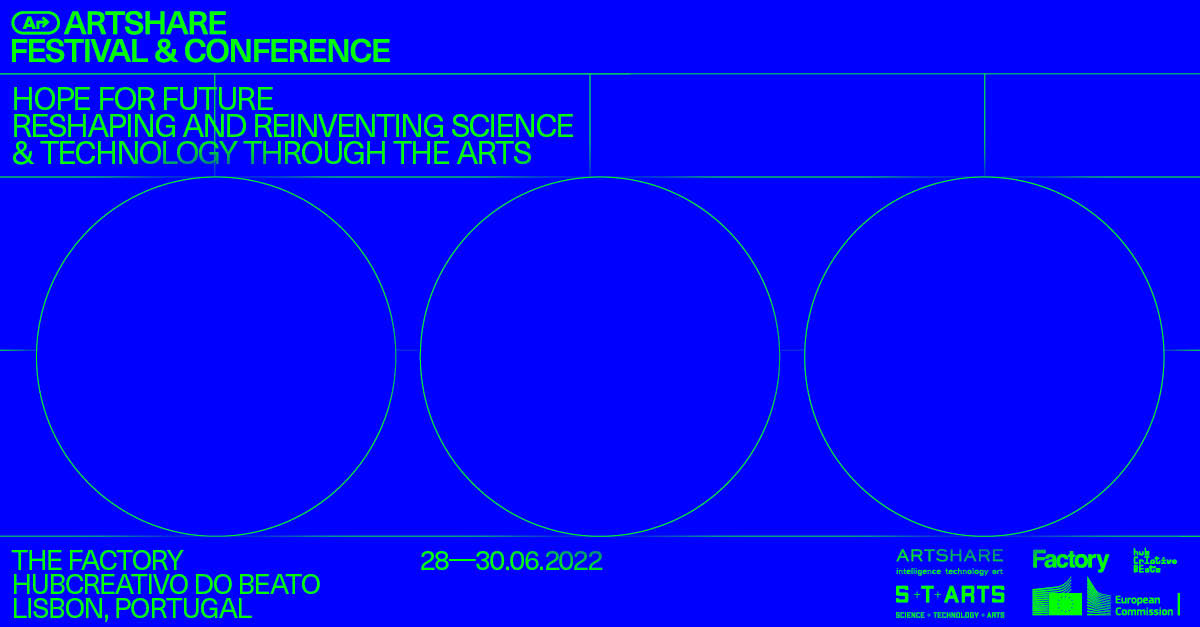 Ar ARTSHARE
FESTIVAL & CONFERENCE
HOPE FOR FUTURE
RESHAPING AND REINVENTING SCIENCE
& TECHNOLOGY THROUGH THE ARTS
THE FACTORY
HUBCREATIVO DO BEATO
LISBON, PORTUGAL
28—30.06.2022
ARTSHARE
intelligence technology art
Factory
hub
criativo
BEato
S+T+ARTS
SCIENCE + TECHNOLOGY + ARTS
European
Commission